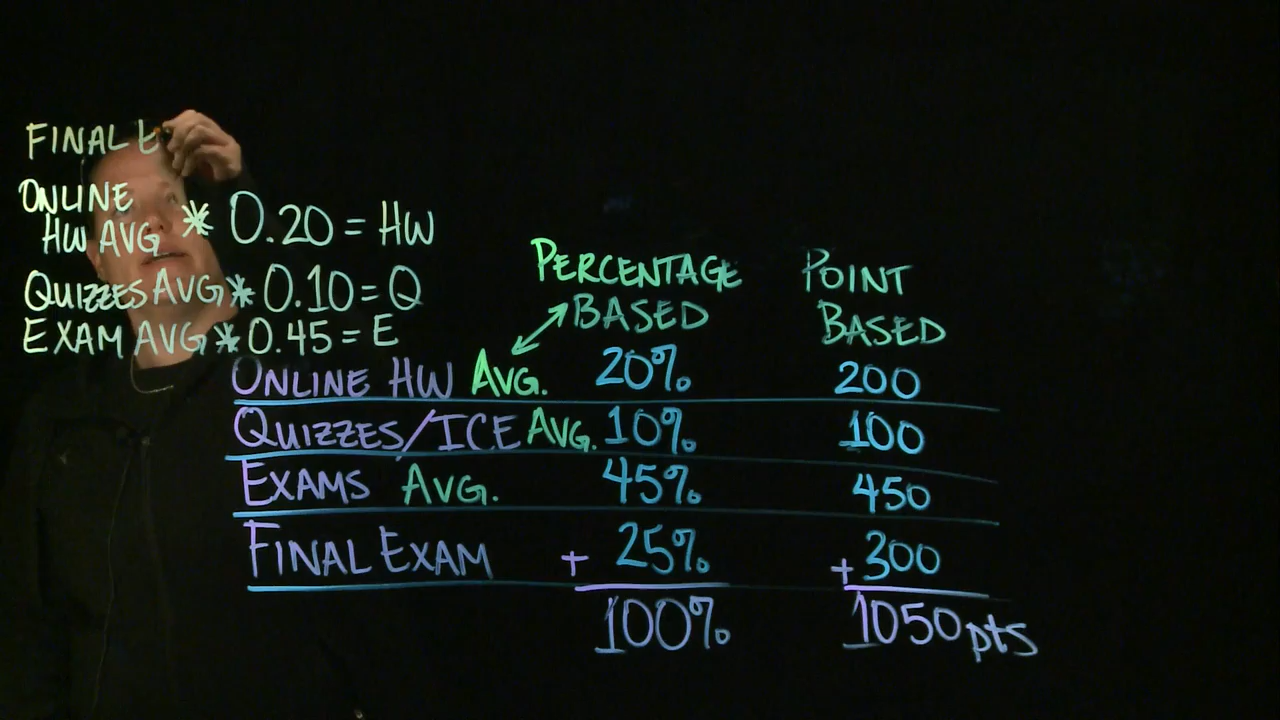 FINAL E
ONLINE
HW AVG * 0.20 = HW
QUIZZES AVG * 0.10 = Q
EXAM AVG * 0.45 = E
PERCENTAGE BASED
POINT BASED
ONLINE HW AVG. 20% 200
QUIZZES/ICE AVG. 10% 100
EXAMS AVG. 45% 450
FINAL EXAM + 25% + 300
100% 1050 pts